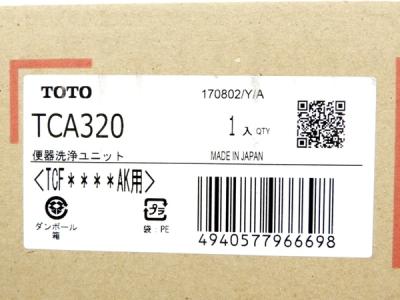 TOTO
170802/Y/A
TCA320
1入 QTY
便器洗浄ユニット
MADE IN JAPAN
<TCF****AK用>
プラ
ダンボール
箱
袋:PE
4940577966698